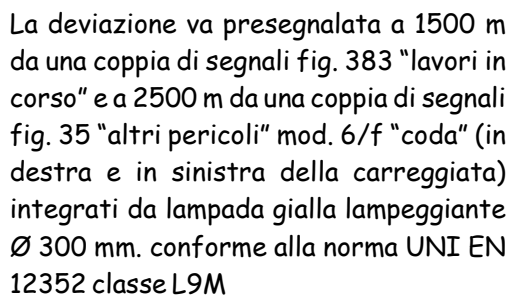 La deviazione va presegnalata a 1500 m
da una coppia di segnali fig. 383 “lavori in
corso” e a 2500 m da una coppia di segnali
fig. 35 “altri pericoli” mod. 6/f “coda” (in
destra e in sinistra della carreggiata)
integrati da lampada gialla lampeggiante
Ø 300 mm. conforme alla norma UNI EN
12352 classe L9M